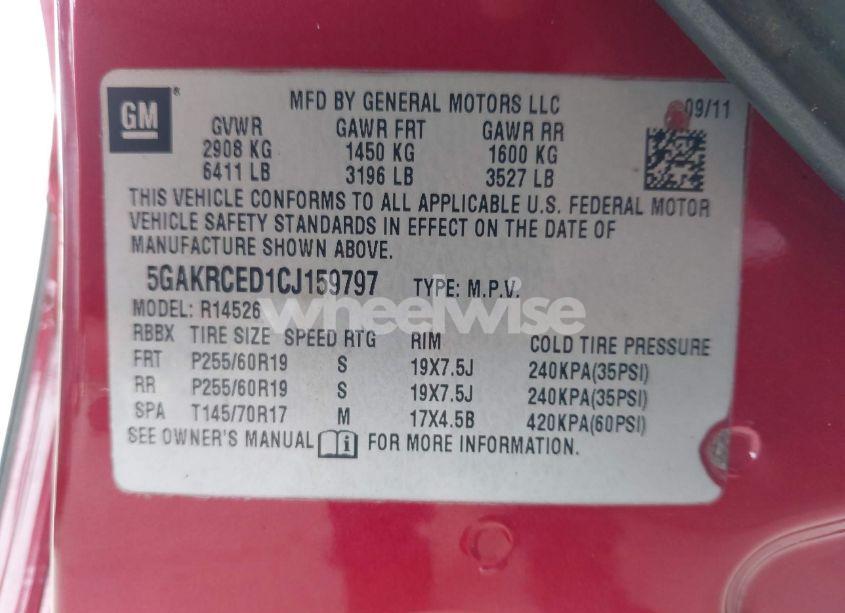 GM
MFD BY GENERAL MOTORS LLC
09/11
GVWR GAWR FRT GAWR RR
2908 KG 1450 KG 1600 KG
6411 LB 3196 LB 3527 LB
THIS VEHICLE CONFORMS TO ALL APPLICABLE U.S. FEDERAL MOTOR
VEHICLE SAFETY STANDARDS IN EFFECT ON THE DATE OF
MANUFACTURE SHOWN ABOVE.
5GAKRCED1CJ159797 TYPE: M.P.V.
MODEL: R14526
wheelwise
RBBX TIRE SIZE SPEED RTG RIM COLD TIRE PRESSURE
FRT P255/60R19 S 19X7.5J 240KPA(35PSI)
RR P255/60R19 S 19X7.5J 240KPA(35PSI)
SPA T145/70R17 M 17X4.5B 420KPA(60PSI)
SEE OWNER'S MANUAL i FOR MORE INFORMATION.